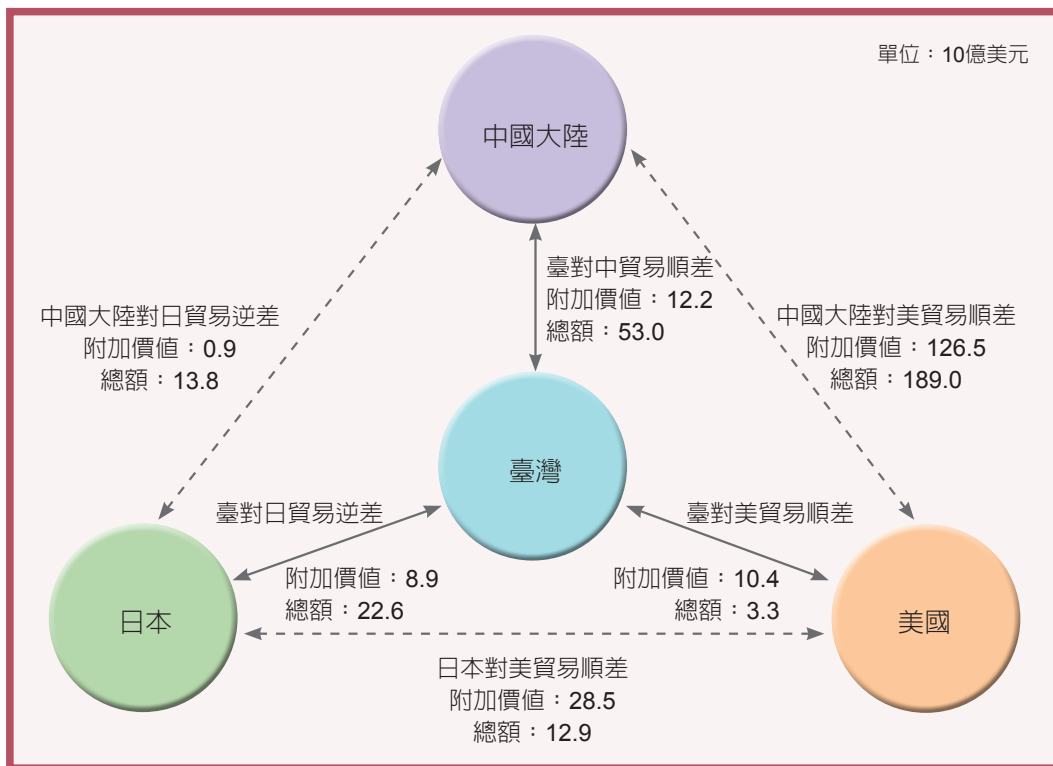 單位：10億美元
中國大陸
臺對中貿易順差
附加價值：12.2
總額：53.0
中國大陸對日貿易逆差
附加價值：0.9
總額：13.8
中國大陸對美貿易順差
附加價值：126.5
總額：189.0
臺灣
臺對日貿易逆差
附加價值：8.9
總額：22.6
臺對美貿易順差
附加價值：10.4
總額：3.3
日本
美國
日本對美貿易順差
附加價值：28.5
總額：12.9